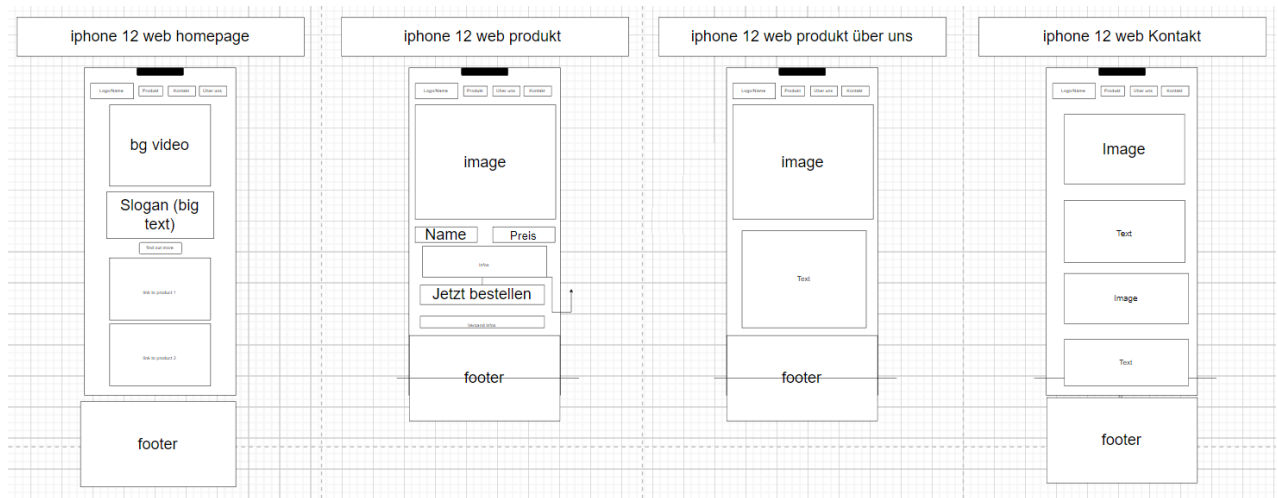 iphone 12 web homepage
Logo/Name
Produkt
Kontakt
Über uns
bg video
Slogan (big
text)
find out more
link to product 1
link to product 2
footer
iphone 12 web produkt
Logo/Name
Produkt
Über uns
Kontakt
image
Name
Preis
Infos
Jetzt bestellen
Versand Infos
footer
iphone 12 web produkt über uns
Logo/Name
Produkt
Über uns
Kontakt
image
Text
footer
iphone 12 web Kontakt
Logo/Name
Produkt
Über uns
Kontakt
Image
Text
Image
Text
footer